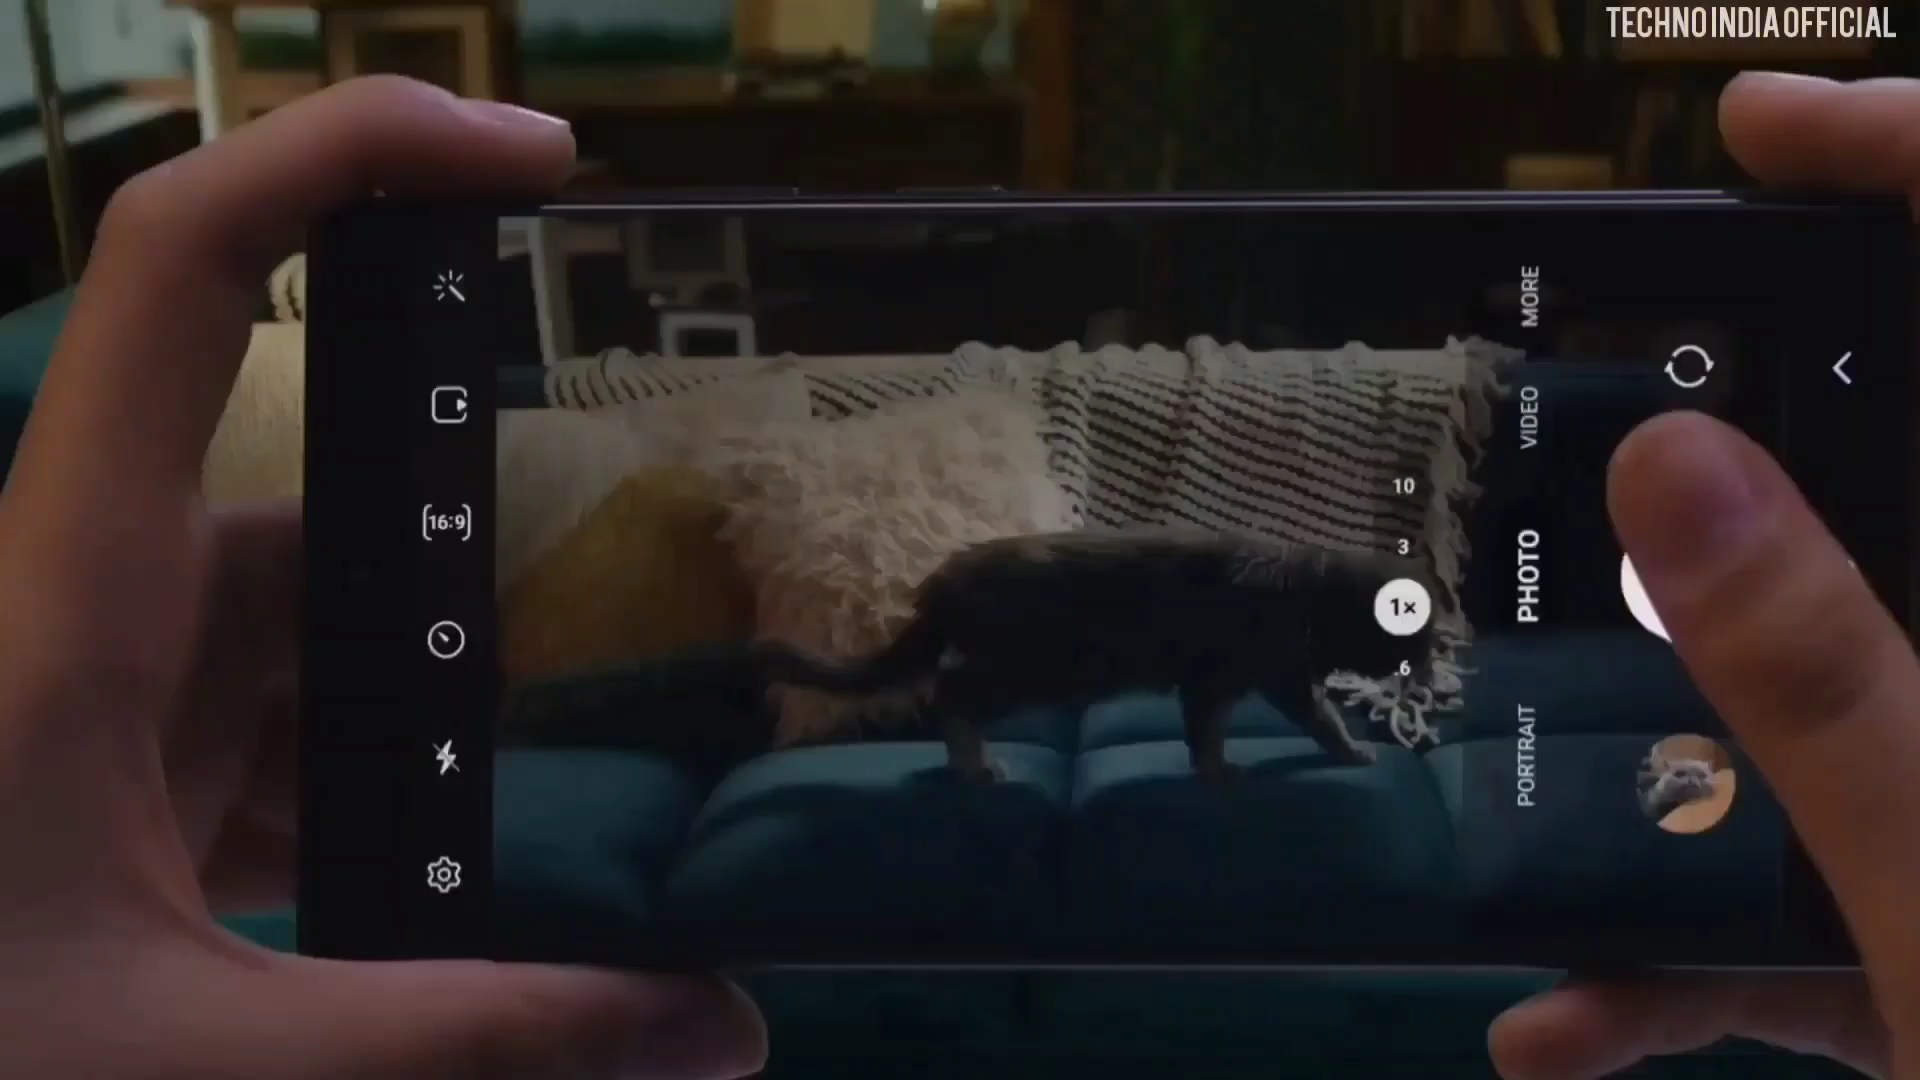 TECHNO INDIA OFFICIAL
16:9
10
3
1×
.6
MORE
VIDEO
PHOTO
PORTRAIT